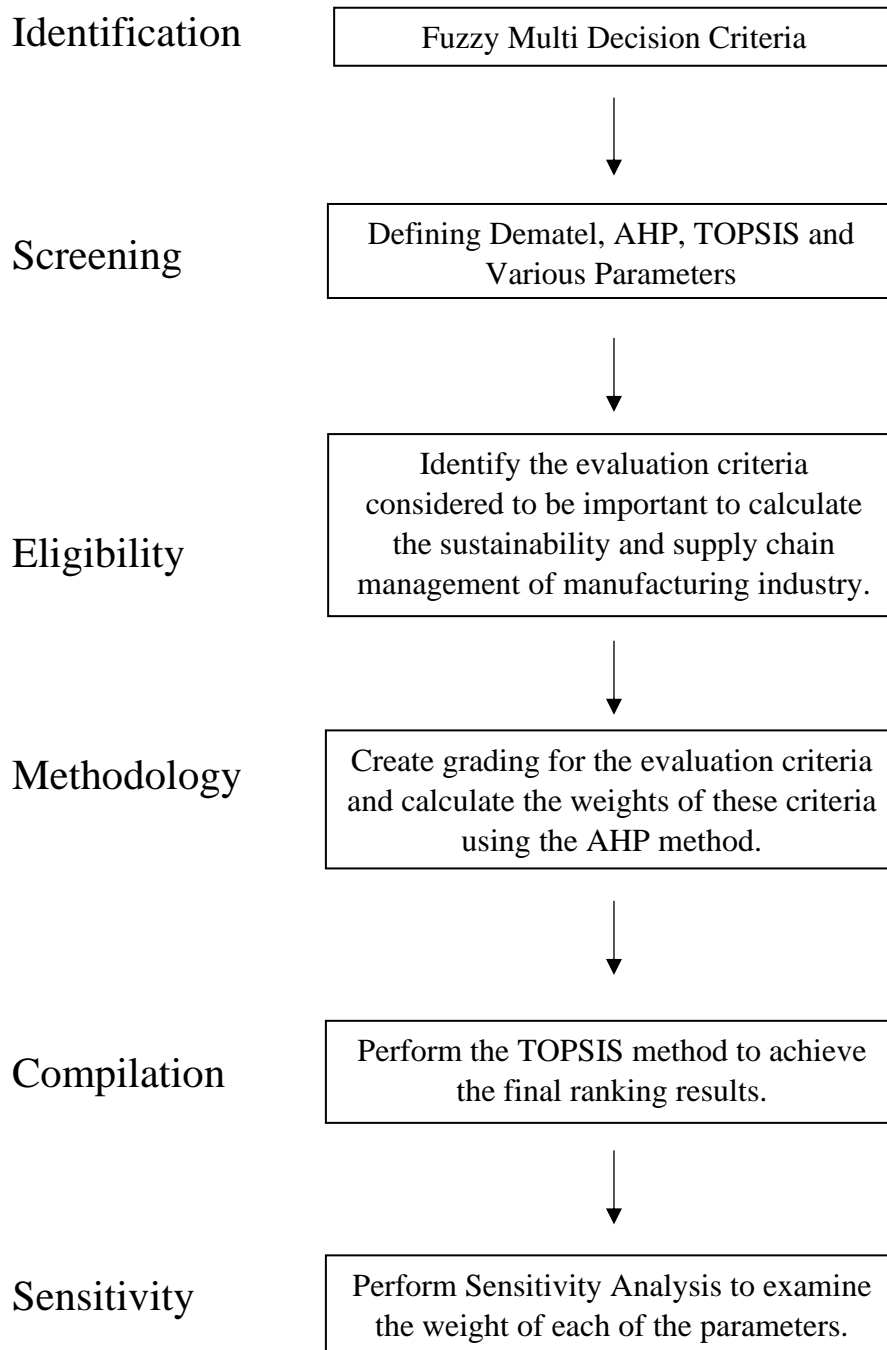 Identification
Fuzzy Multi Decision Criteria
Screening
Defining Dematel, AHP, TOPSIS and
Various Parameters
Eligibility
Identify the evaluation criteria
considered to be important to calculate
the sustainability and supply chain
management of manufacturing industry.
Methodology
Create grading for the evaluation criteria
and calculate the weights of these criteria
using the AHP method.
Compilation
Perform the TOPSIS method to achieve
the final ranking results.
Sensitivity
Perform Sensitivity Analysis to examine
the weight of each of the parameters.